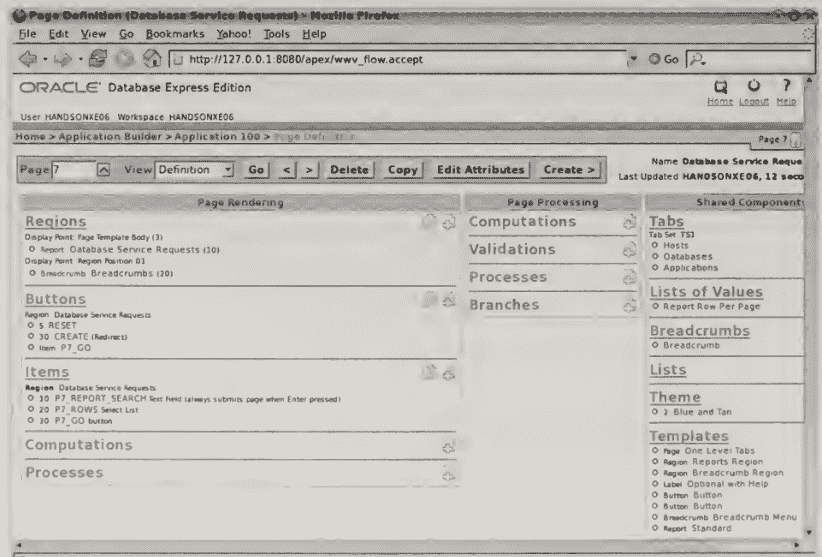 Page Definition (Database Service Requests) - Mozilla Firefox
File Edit View Go Bookmarks Yahoo! Tools Help
http://127.0.0.1:8080/apex/wwv_flow.accept
Go
ORACLE Database Express Edition
Home Logout Help
User HANDSONXE06 Workspace HANDSONXE06
Home > Application Builder > Application 100 > Page Definition
Page 7
Page 7 View Definition Go < > Delete Copy Edit Attributes Create >
Name Database Service Reque
Last Updated HANDSONXE06, 12 seco
Page Rendering
Regions
Display Point: Page Template Body (3)
Report Database Service Requests (10)
Display Point Region Position 01
Breadcrumb Breadcrumbs (20)
Buttons
Region Database Service Requests
5 RESET
30 CREATE (Redirect)
Item P7_GO
Items
Region Database Service Requests
10 P7_REPORT_SEARCH Text Field (always submits page when Enter pressed)
20 P7_ROWS Select List
30 P7_GO button
Computations
Processes
Page Processing
Computations
Validations
Processes
Branches
Shared Component
Tabs
Tab Set TS1
Hosts
Databases
Applications
Lists of Values
Report Row Per Page
Breadcrumbs
Breadcrumb
Lists
Theme
2 Blue and Tan
Templates
Page One Level Tabs
Region Reports Region
Region Breadcrumb Region
Label Optional with Help
Button Button
Button Button
Breadcrumb Breadcrumb Menu
Report Standard